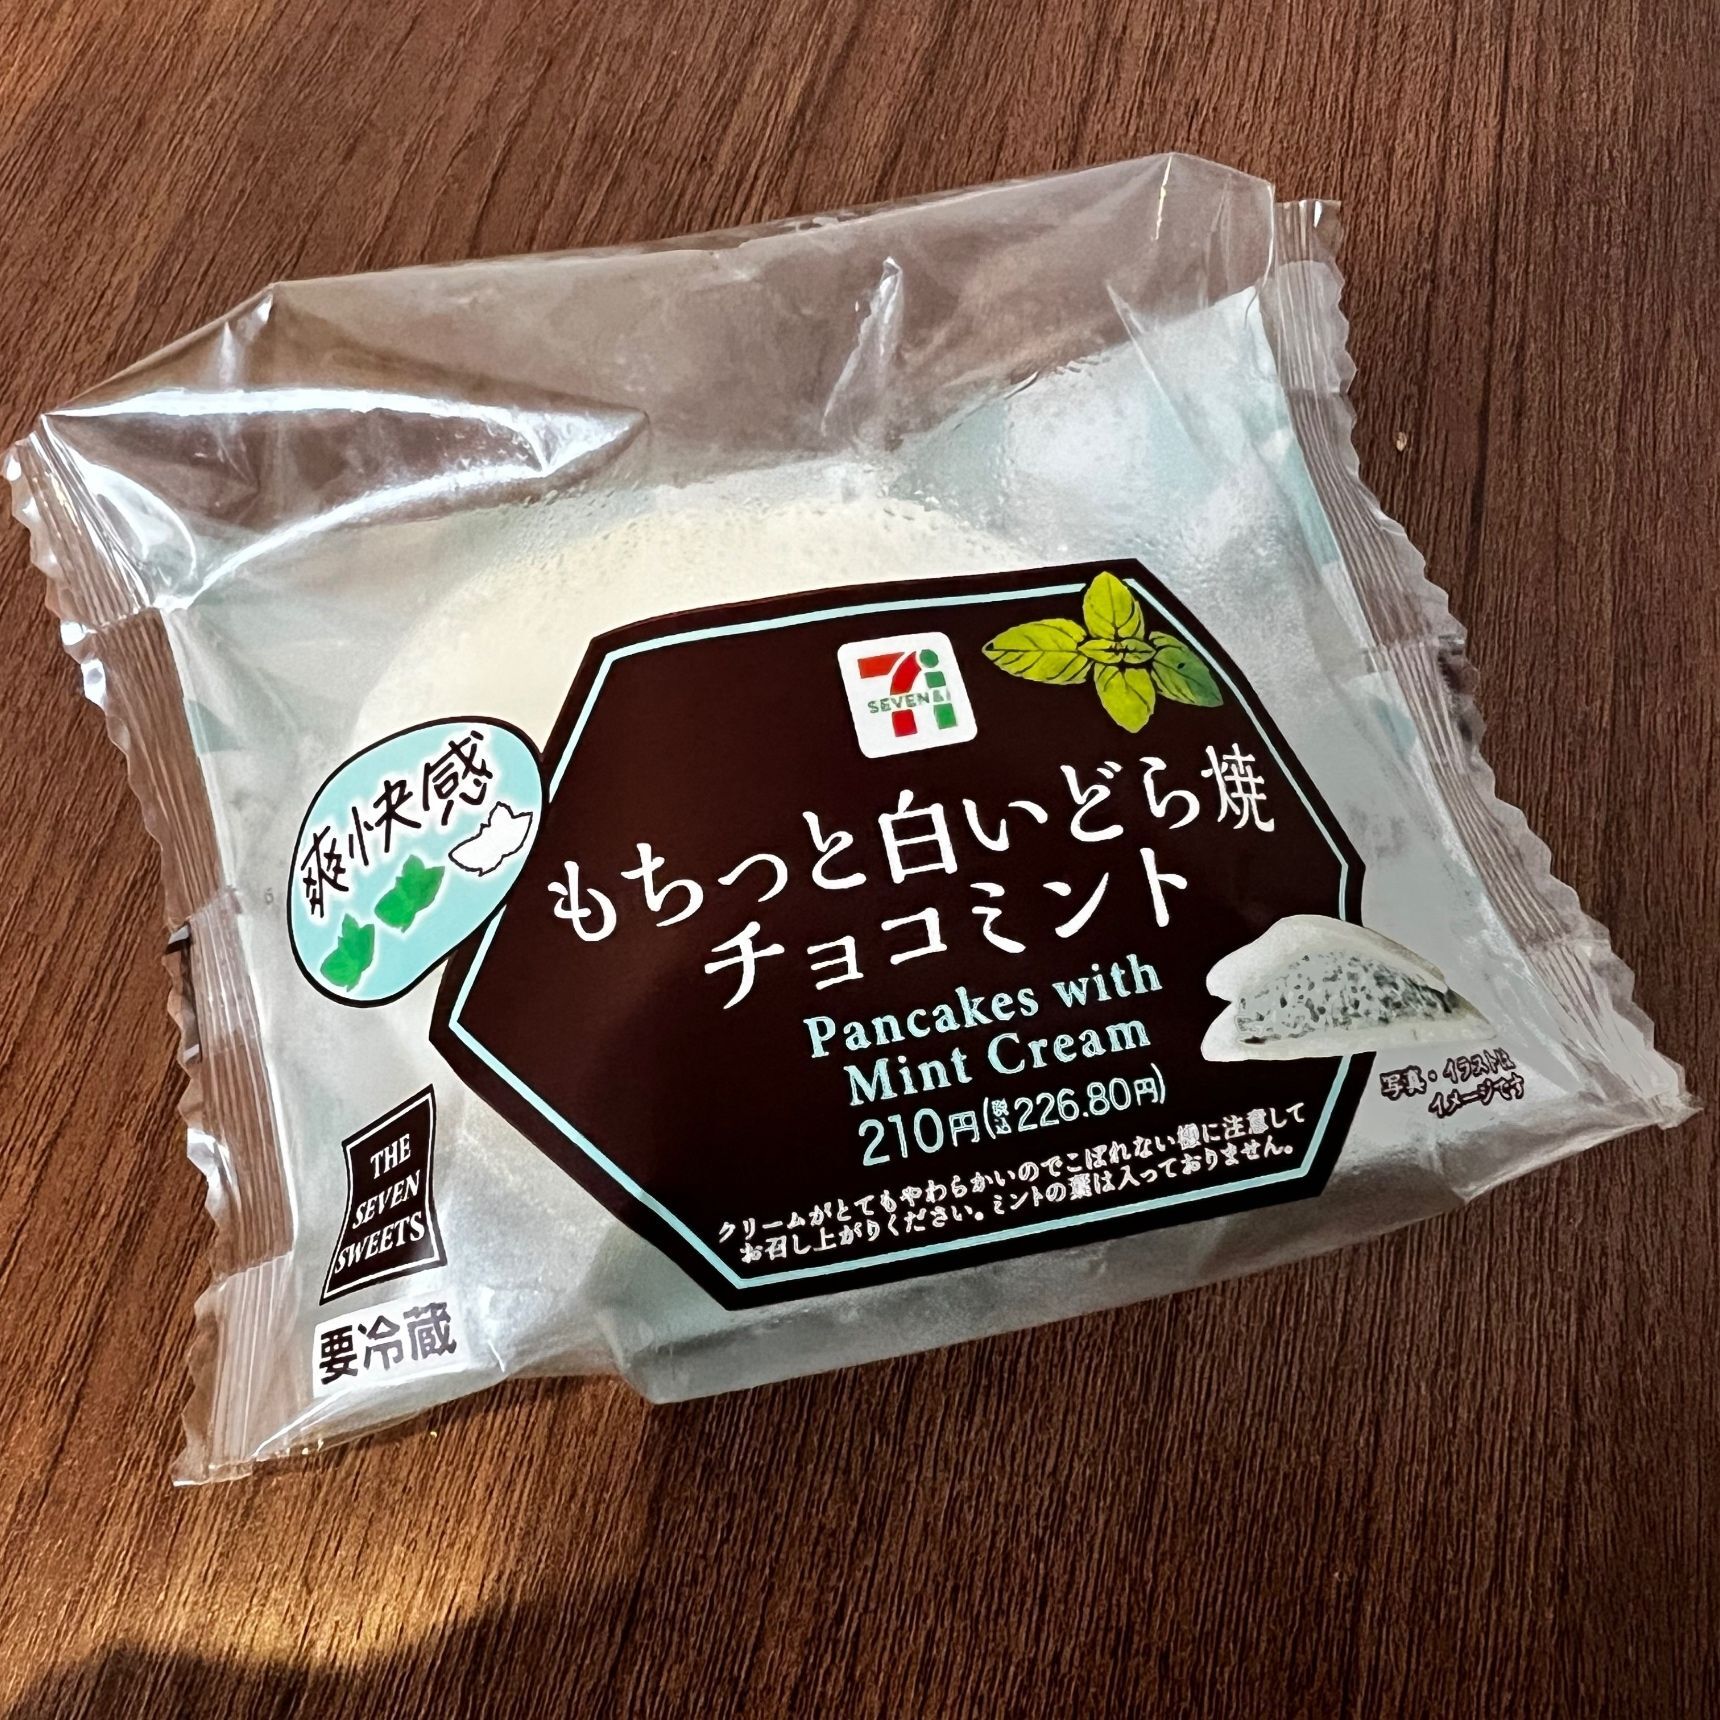 SEVEN&i
もちっと白いどら焼
チョコミント
Pancakes with
Mint Cream
210円(税込226.80円)
クリームがとてもやわらかいのでこぼれない様に注意して
お召し上がりください。ミントの葉は入っておりません。
爽快感
写真・イラストは
イメージです
THE
SEVEN
SWEETS
要冷蔵